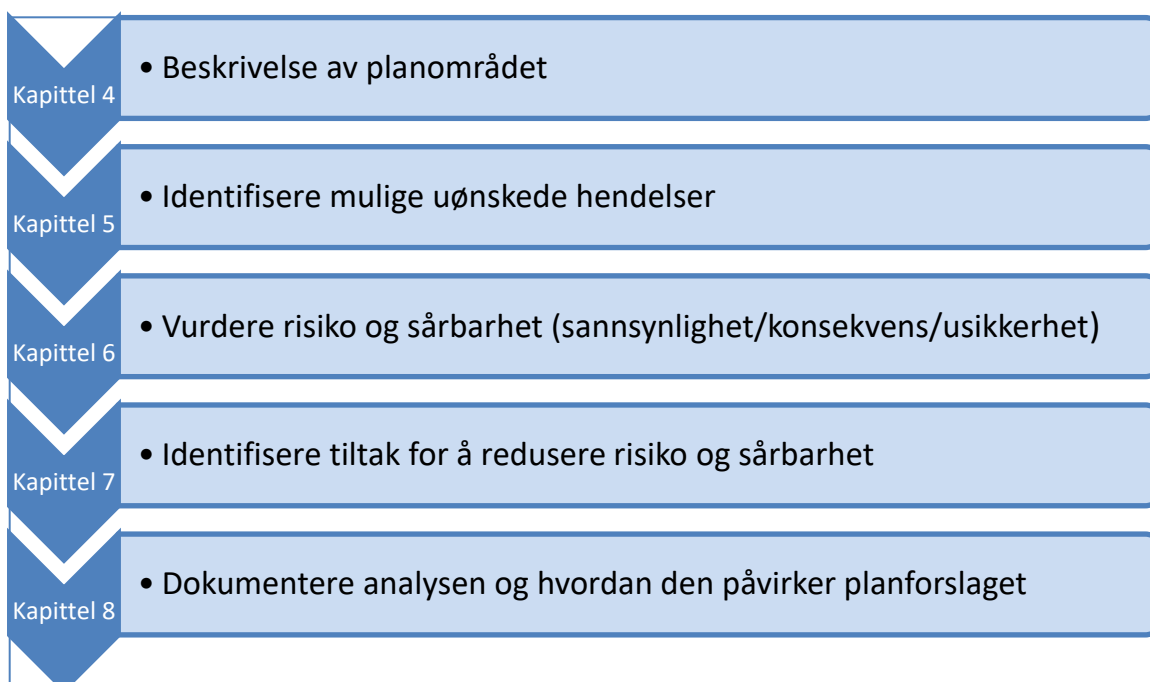 Kapittel 4
• Beskrivelse av planområdet
Kapittel 5
• Identifisere mulige uønskede hendelser
Kapittel 6
• Vurdere risiko og sårbarhet (sannsynlighet/konsekvens/usikkerhet)
Kapittel 7
• Identifisere tiltak for å redusere risiko og sårbarhet
Kapittel 8
• Dokumentere analysen og hvordan den påvirker planforslaget